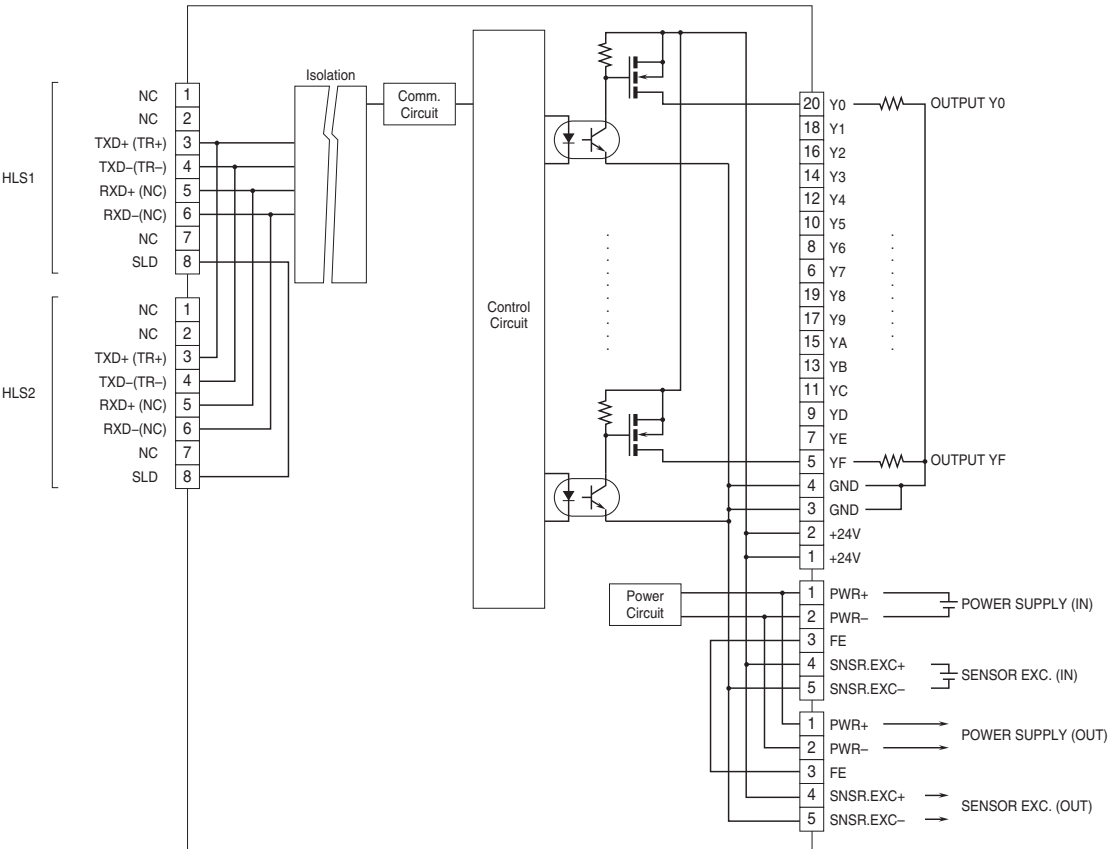 HLS1
NC 1
NC 2
TXD+ (TR+) 3
TXD−(TR−) 4
RXD+ (NC) 5
RXD−(NC) 6
NC 7
SLD 8
HLS2
NC 1
NC 2
TXD+ (TR+) 3
TXD−(TR−) 4
RXD+ (NC) 5
RXD−(NC) 6
NC 7
SLD 8
Isolation
Comm.
Circuit
Control
Circuit
Power
Circuit
20 Y0 OUTPUT Y0
18 Y1
16 Y2
14 Y3
12 Y4
10 Y5
8 Y6
6 Y7
19 Y8
17 Y9
15 YA
13 YB
11 YC
9 YD
7 YE
5 YF OUTPUT YF
4 GND
3 GND
2 +24V
1 +24V
1 PWR+
POWER SUPPLY (IN)
2 PWR−
3 FE
4 SNSR.EXC+
SENSOR EXC. (IN)
5 SNSR.EXC−
1 PWR+
POWER SUPPLY (OUT)
2 PWR−
3 FE
4 SNSR.EXC+
SENSOR EXC. (OUT)
5 SNSR.EXC−